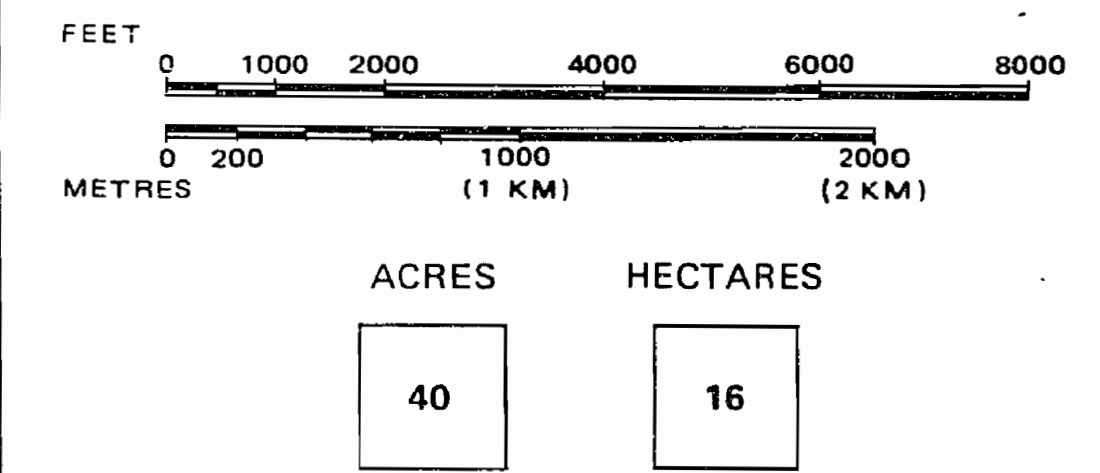 FEET
0 1000 2000 4000 6000 8000
0 200 1000 2000
METRES (1 KM) (2 KM)
ACRES HECTARES
40 16